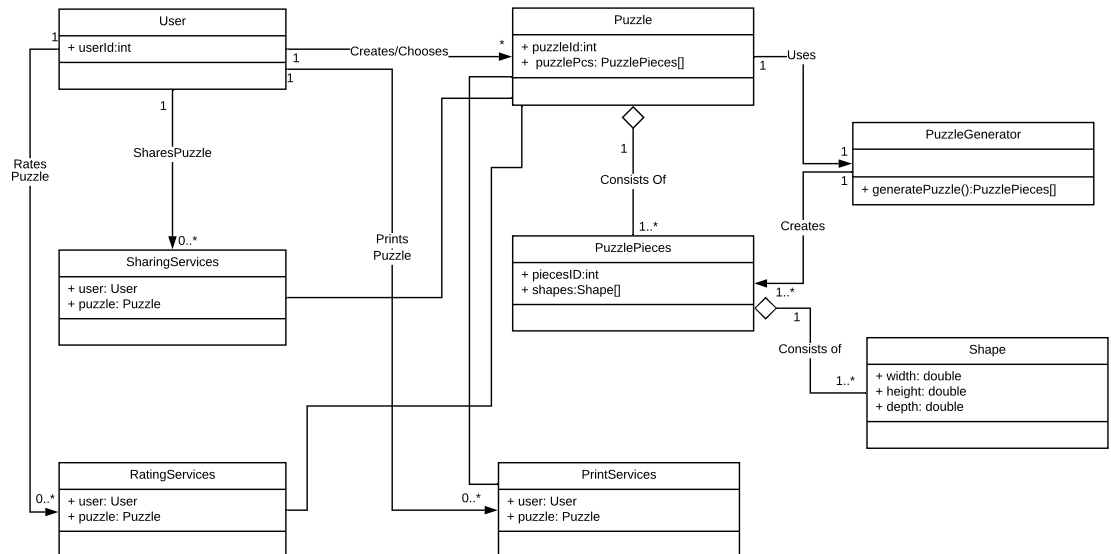 User
+ userId:int
1
1
1
1
Creates/Chooses
*
Puzzle
+ puzzleId:int
+ puzzlePcs: PuzzlePieces[]
1
Uses
1
PuzzleGenerator
+ generatePuzzle():PuzzlePieces[]
1
Creates
1..*
Rates
Puzzle
SharesPuzzle
0..*
Prints
Puzzle
1
Consists Of
1..*
SharingServices
+ user: User
+ puzzle: Puzzle
PuzzlePieces
+ piecesID:int
+ shapes:Shape[]
1
Consists of
1..*
Shape
+ width: double
+ height: double
+ depth: double
RatingServices
+ user: User
+ puzzle: Puzzle
0..*
0..*
PrintServices
+ user: User
+ puzzle: Puzzle